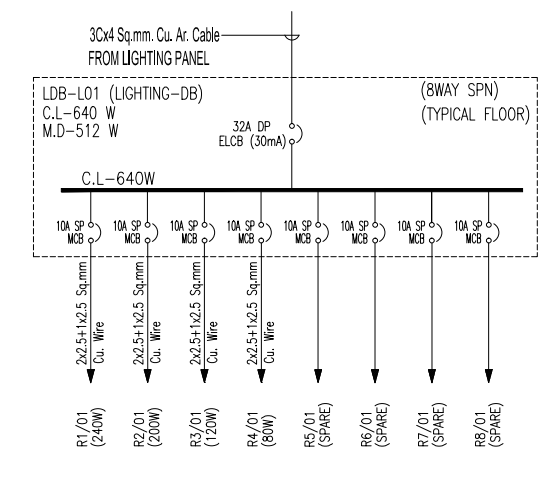 3Cx4 Sq.mm. Cu. Ar. Cable
FROM LIGHTING PANEL
LDB-L01 (LIGHTING-DB)
C.L-640 W
M.D-512 W
(8WAY SPN)
(TYPICAL FLOOR)
32A DP
ELCB (30mA)
C.L-640W
10A SP
MCB
10A SP
MCB
10A SP
MCB
10A SP
MCB
10A SP
MCB
10A SP
MCB
10A SP
MCB
10A SP
MCB
2x2.5+1x2.5 Sq.mm
Cu. Wire
2x2.5+1x2.5 Sq.mm
Cu. Wire
2x2.5+1x2.5 Sq.mm
Cu. Wire
2x2.5+1x2.5 Sq.mm
Cu. Wire
R1/01
(240W)
R2/01
(200W)
R3/01
(120W)
R4/01
(80W)
R5/01
(SPARE)
R6/01
(SPARE)
R7/01
(SPARE)
R8/01
(SPARE)